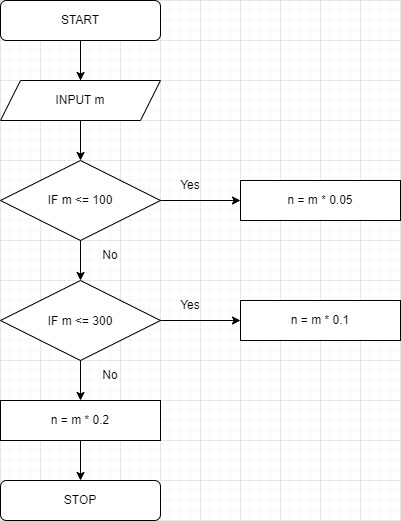 START
INPUT m
IF m <= 100
Yes
n = m * 0.05
No
IF m <= 300
Yes
n = m * 0.1
No
n = m * 0.2
STOP